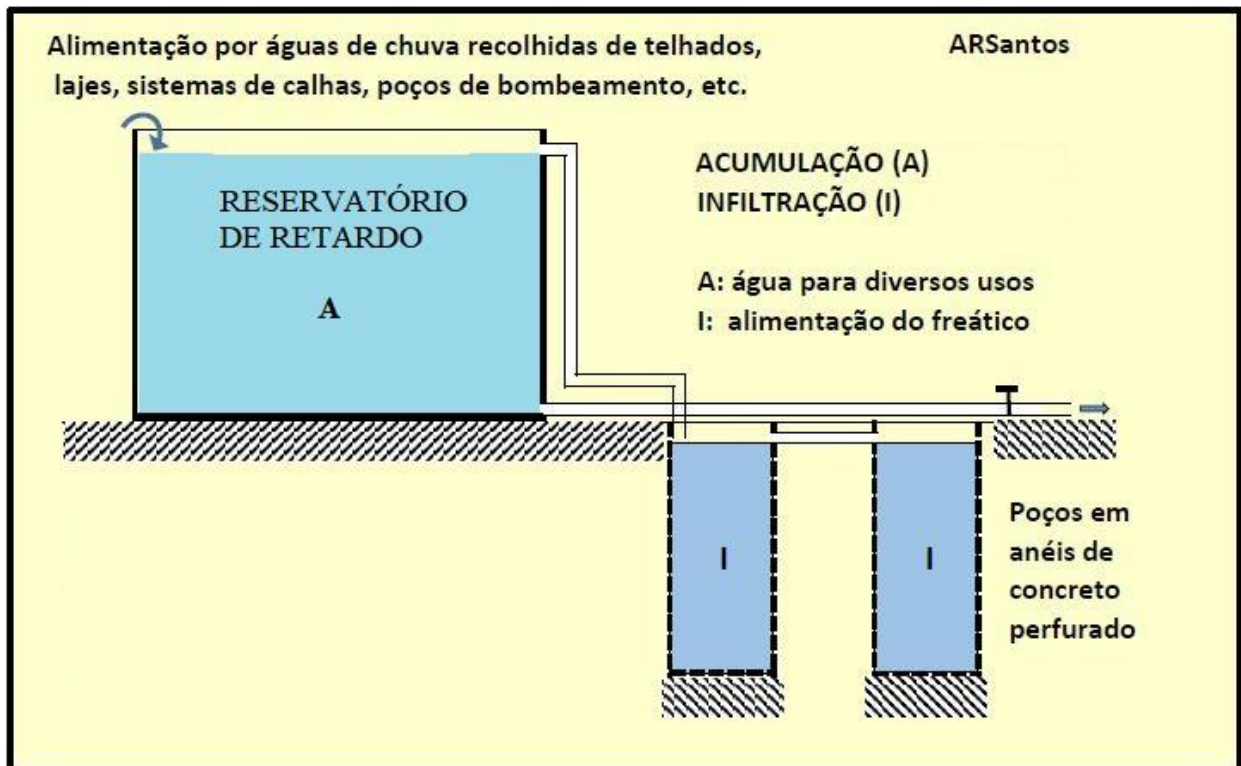 Alimentação por águas de chuva recolhidas de telhados,
lajes, sistemas de calhas, poços de bombeamento, etc.
ARSantos
RESERVATÓRIO
DE RETARDO
A
ACUMULAÇÃO (A)
INFILTRAÇÃO (I)
A: água para diversos usos
I: alimentação do freático
I
I
Poços em
anéis de
concreto
perfurado